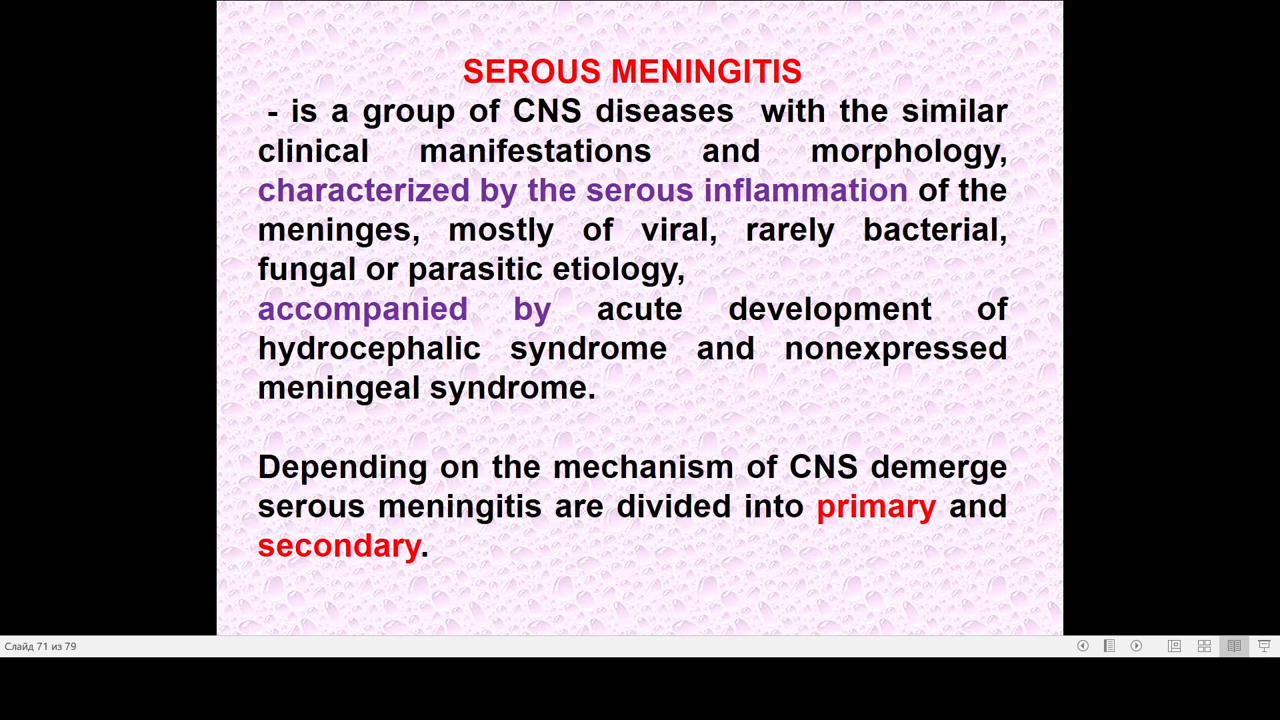 SEROUS MENINGITIS
- is a group of CNS diseases with the similar
clinical manifestations and morphology,
characterized by the serous inflammation of the
meninges, mostly of viral, rarely bacterial,
fungal or parasitic etiology,
accompanied by acute development of
hydrocephalic syndrome and nonexpressed
meningeal syndrome.
Depending on the mechanism of CNS demerge
serous meningitis are divided into primary and
secondary.
Слайд 71 из 79